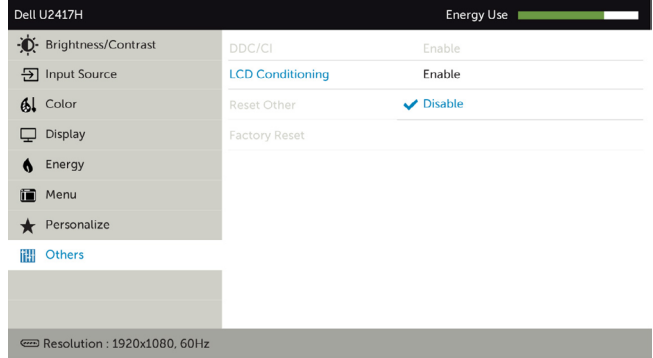 Dell U2417H Energy Use
Brightness/Contrast DDC/CI Enable
Input Source LCD Conditioning Enable
Color Reset Other Disable
Display Factory Reset
Energy
Menu
Personalize
Others
Resolution : 1920x1080, 60Hz